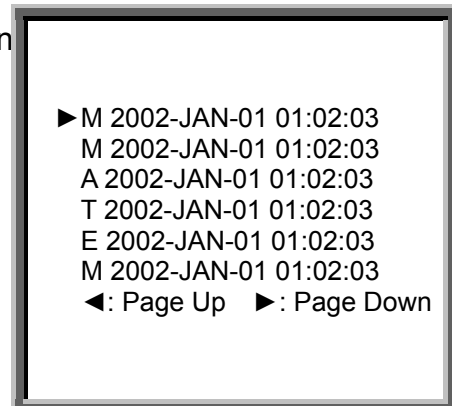 n
►M 2002-JAN-01 01:02:03
M 2002-JAN-01 01:02:03
A 2002-JAN-01 01:02:03
T 2002-JAN-01 01:02:03
E 2002-JAN-01 01:02:03
M 2002-JAN-01 01:02:03
◄: Page Up ►: Page Down